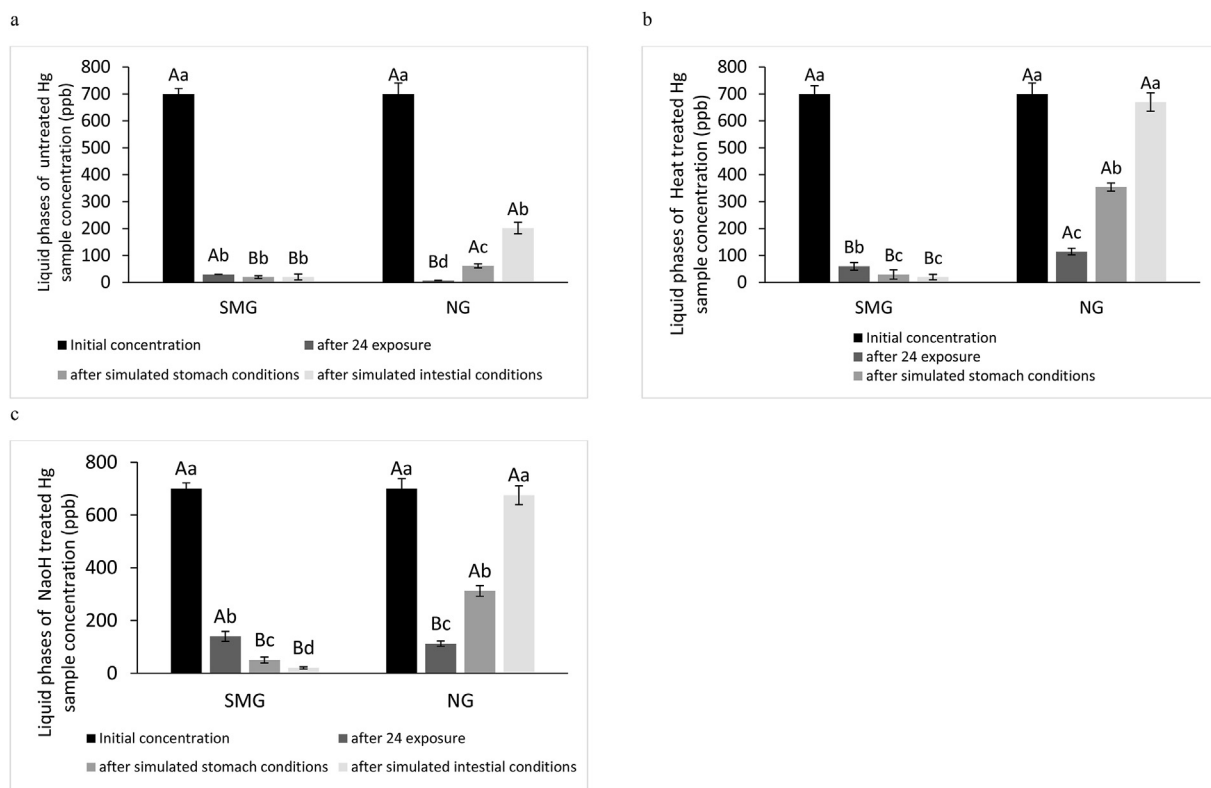 a
Liquid phases of untreated Hg
sample concentration (ppb)
800
700
600
500
400
300
200
100
0
Aa
Ab
Bb
Bb
Aa
Bd
Ac
Ab
SMG
NG
Initial concentration
after 24 exposure
after simulated stomach conditions
after simulated intestial conditions
b
Liquid phases of Heat treated Hg
sample concentration (ppb)
800
700
600
500
400
300
200
100
0
Aa
Bb
Bc
Bc
Aa
Ac
Ab
Aa
SMG
NG
Initial concentration
after 24 exposure
after simulated stomach conditions
c
Liquid phases of NaoH treated Hg
sample concentration (ppb)
800
600
400
200
0
Aa
Ab
Bc
Bd
Aa
Bc
Ab
Aa
SMG
NG
Initial concentration
after 24 exposure
after simulated stomach conditions
after simulated intestial conditions